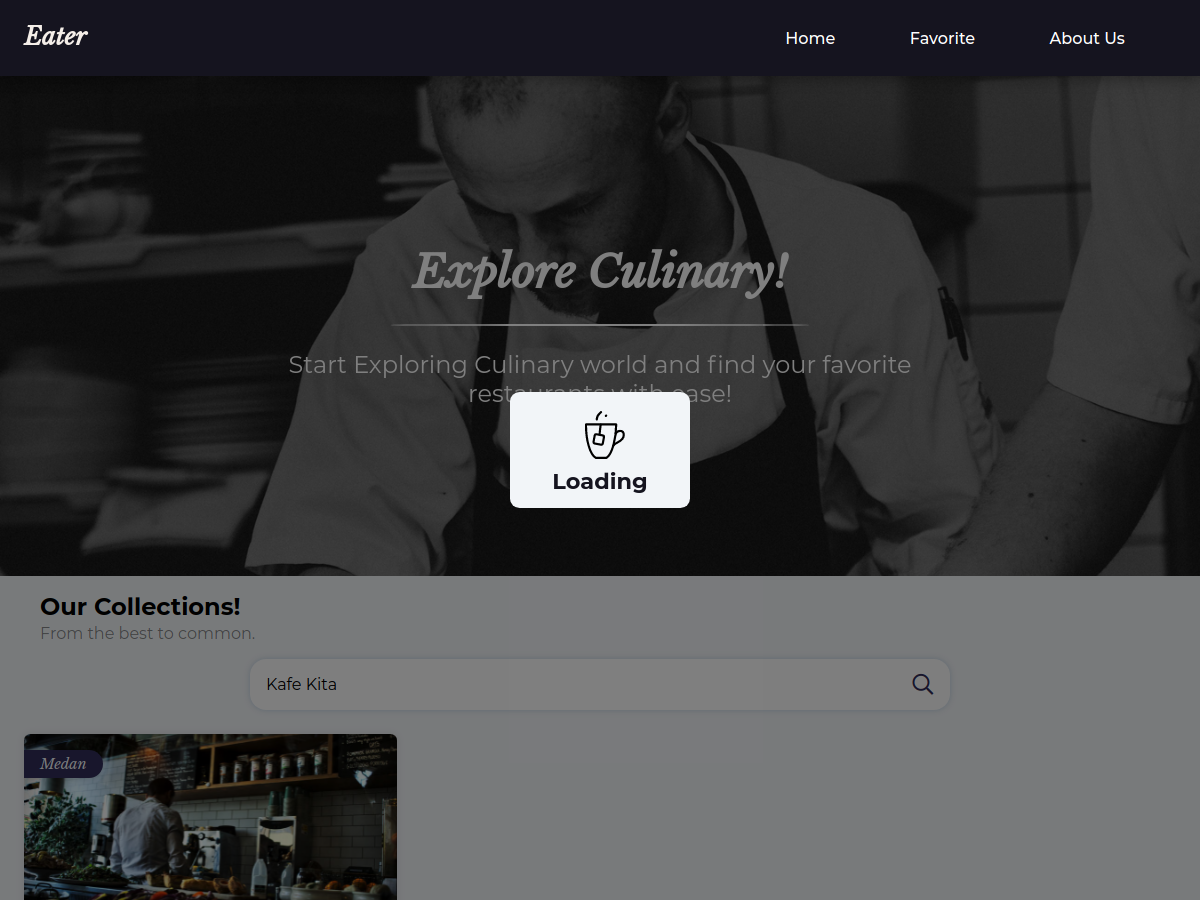 Eater
Home Favorite About Us
Explore Culinary!
Start Exploring Culinary world and find your favorite
restaurants with ease!
Loading
Our Collections!
From the best to common.
Kafe Kita
Medan